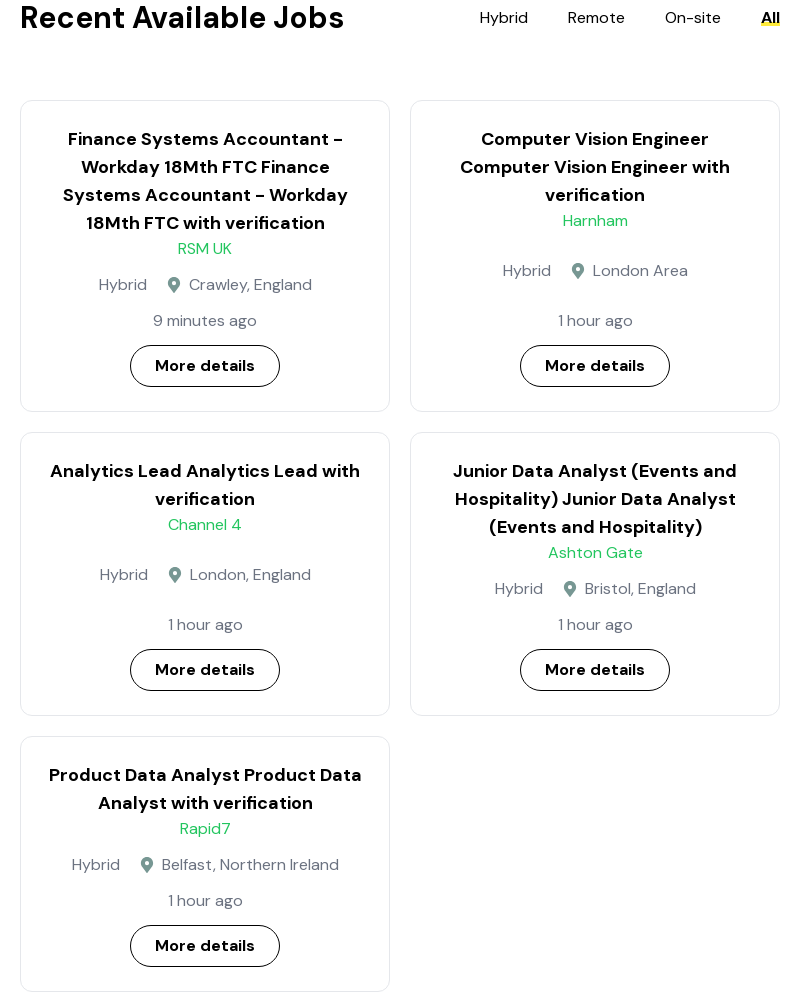 Recent Available Jobs
Hybrid Remote On-site All
Finance Systems Accountant -
Workday 18Mth FTC Finance
Systems Accountant - Workday
18Mth FTC with verification
RSM UK
Hybrid Crawley, England
9 minutes ago
More details
Computer Vision Engineer
Computer Vision Engineer with
verification
Harnham
Hybrid London Area
1 hour ago
More details
Analytics Lead Analytics Lead with
verification
Channel 4
Hybrid London, England
1 hour ago
More details
Junior Data Analyst (Events and
Hospitality) Junior Data Analyst
(Events and Hospitality)
Ashton Gate
Hybrid Bristol, England
1 hour ago
More details
Product Data Analyst Product Data
Analyst with verification
Rapid7
Hybrid Belfast, Northern Ireland
1 hour ago
More details